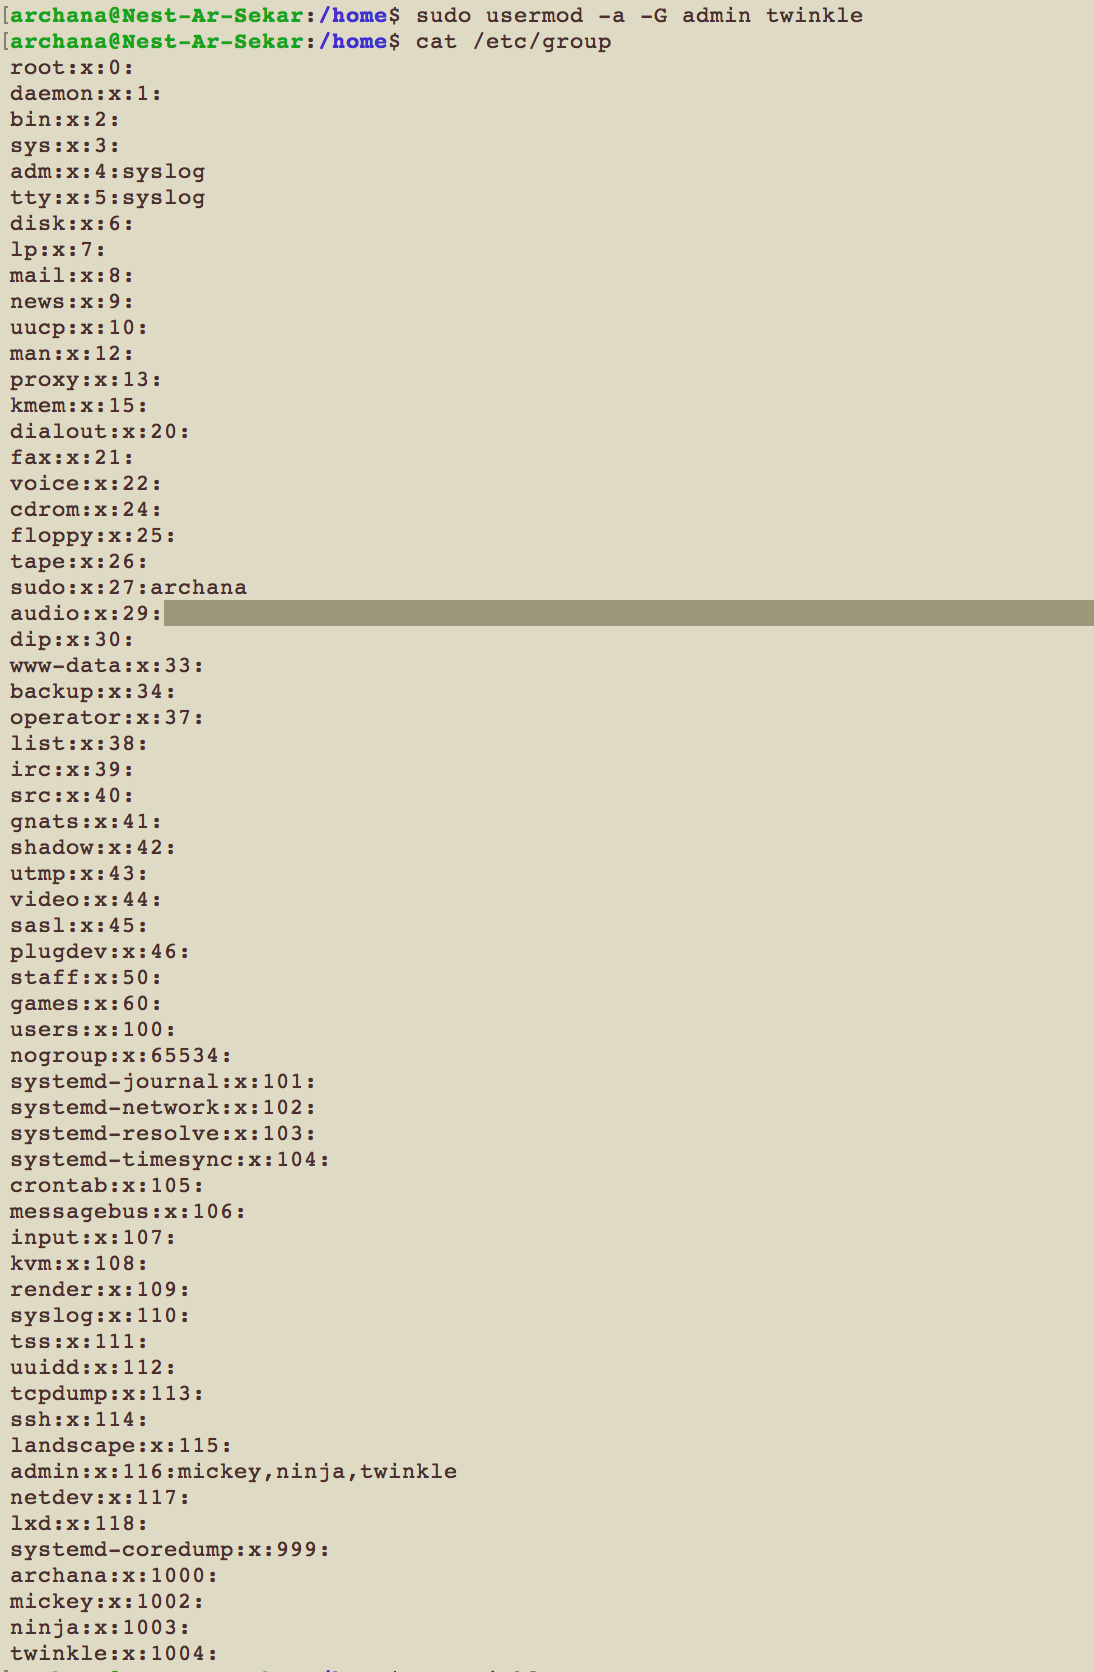 [archana@Nest-Ar-Sekar:/home$ sudo usermod -a -G admin twinkle
[archana@Nest-Ar-Sekar:/home$ cat /etc/group
root:x:0:
daemon:x:1:
bin:x:2:
sys:x:3:
adm:x:4:syslog
tty:x:5:syslog
disk:x:6:
lp:x:7:
mail:x:8:
news:x:9:
uucp:x:10:
man:x:12:
proxy:x:13:
kmem:x:15:
dialout:x:20:
fax:x:21:
voice:x:22:
cdrom:x:24:
floppy:x:25:
tape:x:26:
sudo:x:27:archana
audio:x:29:
dip:x:30:
www-data:x:33:
backup:x:34:
operator:x:37:
list:x:38:
irc:x:39:
src:x:40:
gnats:x:41:
shadow:x:42:
utmp:x:43:
video:x:44:
sasl:x:45:
plugdev:x:46:
staff:x:50:
games:x:60:
users:x:100:
nogroup:x:65534:
systemd-journal:x:101:
systemd-network:x:102:
systemd-resolve:x:103:
systemd-timesync:x:104:
crontab:x:105:
messagebus:x:106:
input:x:107:
kvm:x:108:
render:x:109:
syslog:x:110:
tss:x:111:
uuidd:x:112:
tcpdump:x:113:
ssh:x:114:
landscape:x:115:
admin:x:116:mickey,ninja,twinkle
netdev:x:117:
lxd:x:118:
systemd-coredump:x:999:
archana:x:1000:
mickey:x:1002:
ninja:x:1003:
twinkle:x:1004: